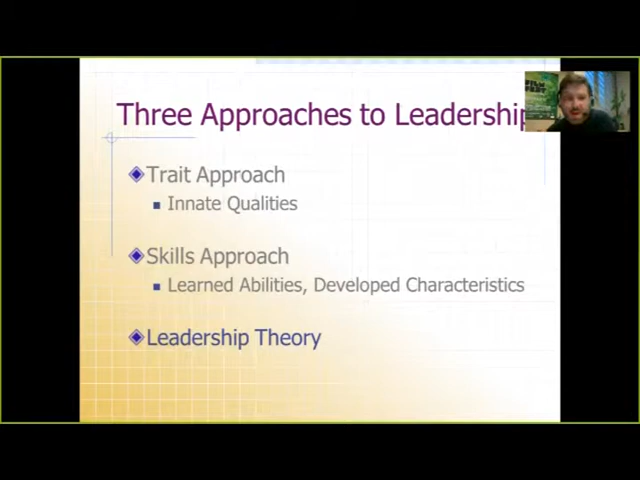 Three Approaches to Leadership
Trait Approach
Innate Qualities
Skills Approach
Learned Abilities, Developed Characteristics
Leadership Theory